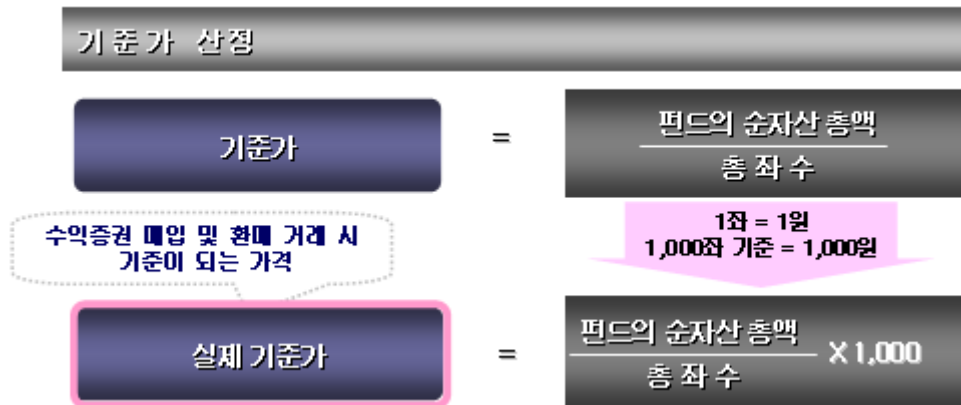 기준가 산정
기준가
=
펀드의 순자산 총액
총 좌 수
수익증권 매입 및 환매 거래 시
기준이 되는 가격
1좌 = 1원
1,000좌 기준 = 1,000원
실제 기준가
=
펀드의 순자산 총액
총 좌 수
X 1,000